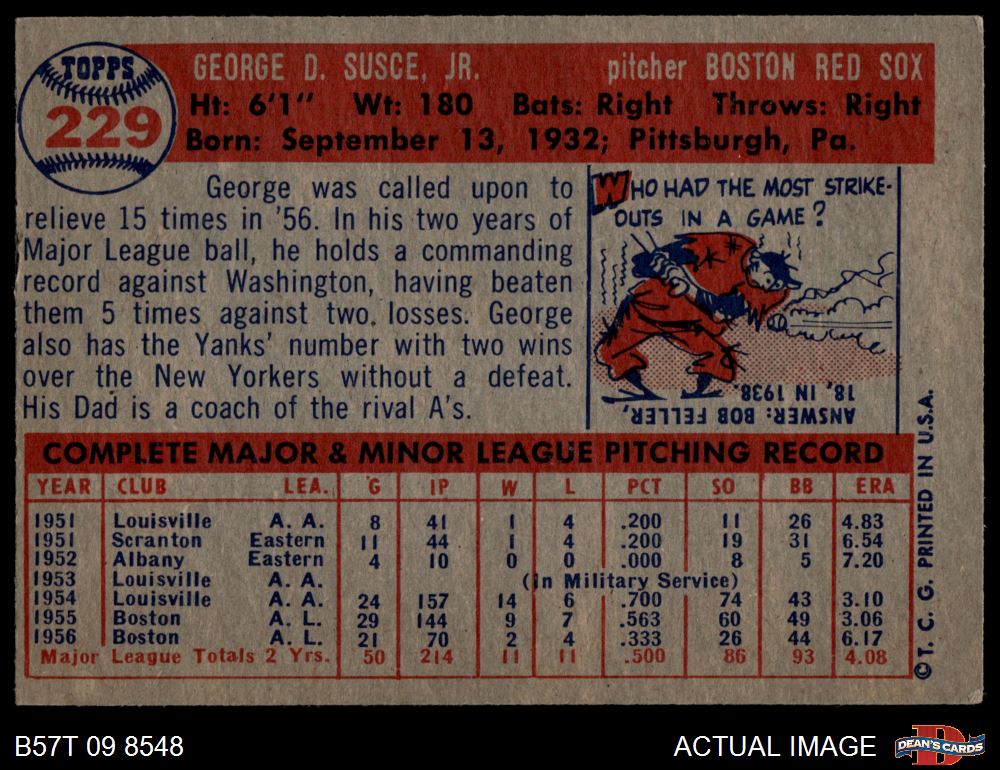 TOPPS
229
GEORGE D. SUSCE, JR. pitcher BOSTON RED SOX
Ht: 6'1" Wt: 180 Bats: Right Throws: Right
Born: September 13, 1932; Pittsburgh, Pa.
George was called upon to
relieve 15 times in '56. In his two years of
Major League ball, he holds a commanding
record against Washington, having beaten
them 5 times against two losses. George
also has the Yanks' number with two wins
over the New Yorkers without a defeat.
His Dad is a coach of the rival A's.
WHO HAD THE MOST STRIKE-
OUTS IN A GAME?
ANSWER: BOB FELLER,
18, IN 1938.
COMPLETE MAJOR & MINOR LEAGUE PITCHING RECORD
YEAR CLUB LEA. G IP W L PCT SO BB ERA
1951 Louisville A. A. 8 41 1 4 .200 11 26 4.83
1951 Scranton Eastern 11 44 1 4 .200 19 31 6.54
1952 Albany Eastern 4 10 0 0 .000 8 5 7.20
1953 Louisville A. A. (In Military Service)
1954 Louisville A. A. 24 157 14 6 .700 74 43 3.10
1955 Boston A. L. 29 144 9 7 .563 60 49 3.06
1956 Boston A. L. 21 70 2 4 .333 26 44 6.17
Major League Totals 2 Yrs. 50 214 11 11 .500 86 93 4.08
© T. C. G. PRINTED IN U.S.A.
B57T 09 8548
ACTUAL IMAGE
D
DEAN'S CARDS